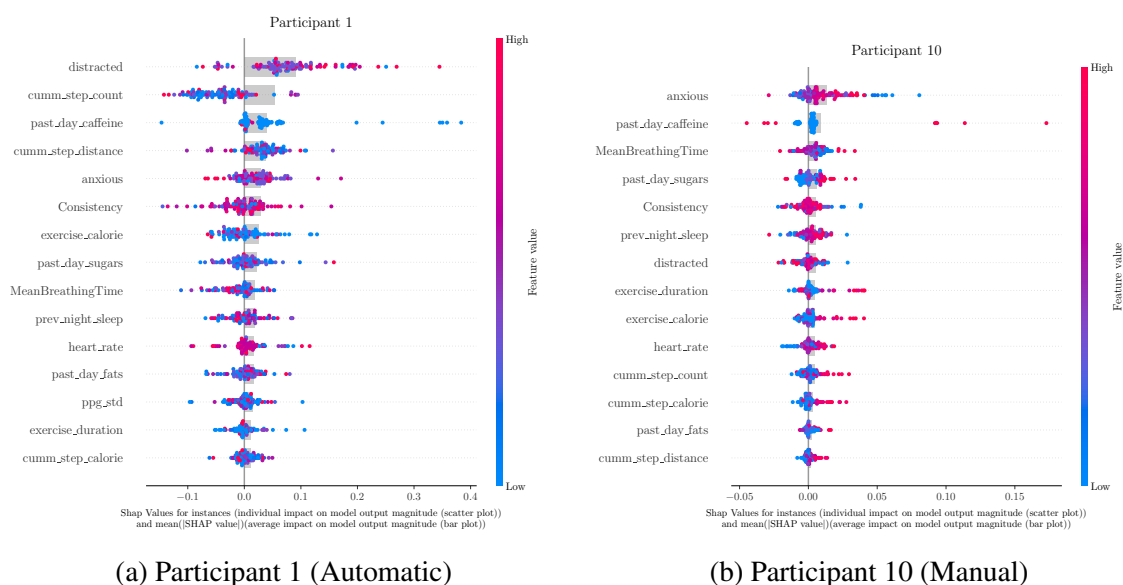 Participant 1
High
distracted
cumm_step_count
past_day_caffeine
cumm_step_distance
anxious
Consistency
exercise_calorie
past_day_sugars
MeanBreathingTime
prev_night_sleep
heart_rate
past_day_fats
ppg_std
exercise_duration
cumm_step_calorie
Low
Feature value
−0.1 0.0 0.1 0.2 0.3 0.4
Shap Values for instances (individual impact on model output magnitude (scatter plot))
and mean(|SHAP value|)(average impact on model output magnitude (bar plot))
(a) Participant 1 (Automatic)
Participant 10
High
anxious
past_day_caffeine
MeanBreathingTime
past_day_sugars
Consistency
prev_night_sleep
distracted
exercise_duration
exercise_calorie
heart_rate
cumm_step_count
cumm_step_calorie
past_day_fats
cumm_step_distance
Low
Feature value
−0.05 0.00 0.05 0.10 0.15
Shap Values for instances (individual impact on model output magnitude (scatter plot))
and mean(|SHAP value|)(average impact on model output magnitude (bar plot))
(b) Participant 10 (Manual)